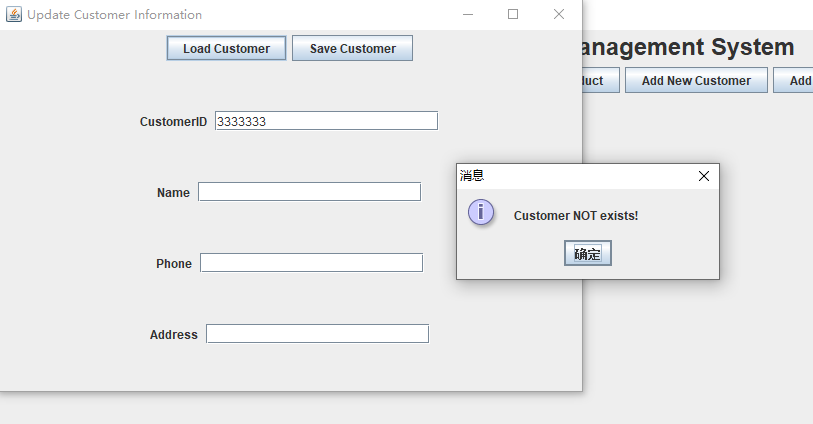 Update Customer Information
anagement System
Load Customer Save Customer
duct Add New Customer Add
CustomerID 3333333
消息
Name
Customer NOT exists!
确定
Phone
Address